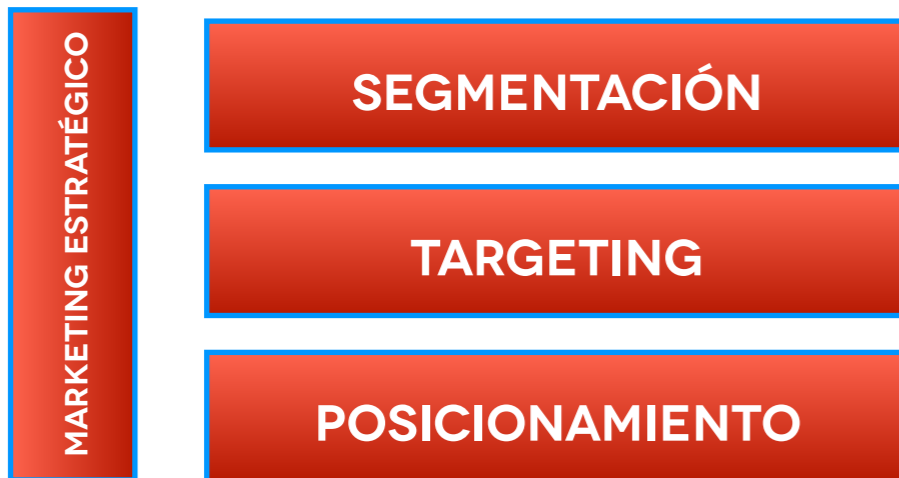 MARKETING ESTRATÉGICO
SEGMENTACIÓN
TARGETING
POSICIONAMIENTO